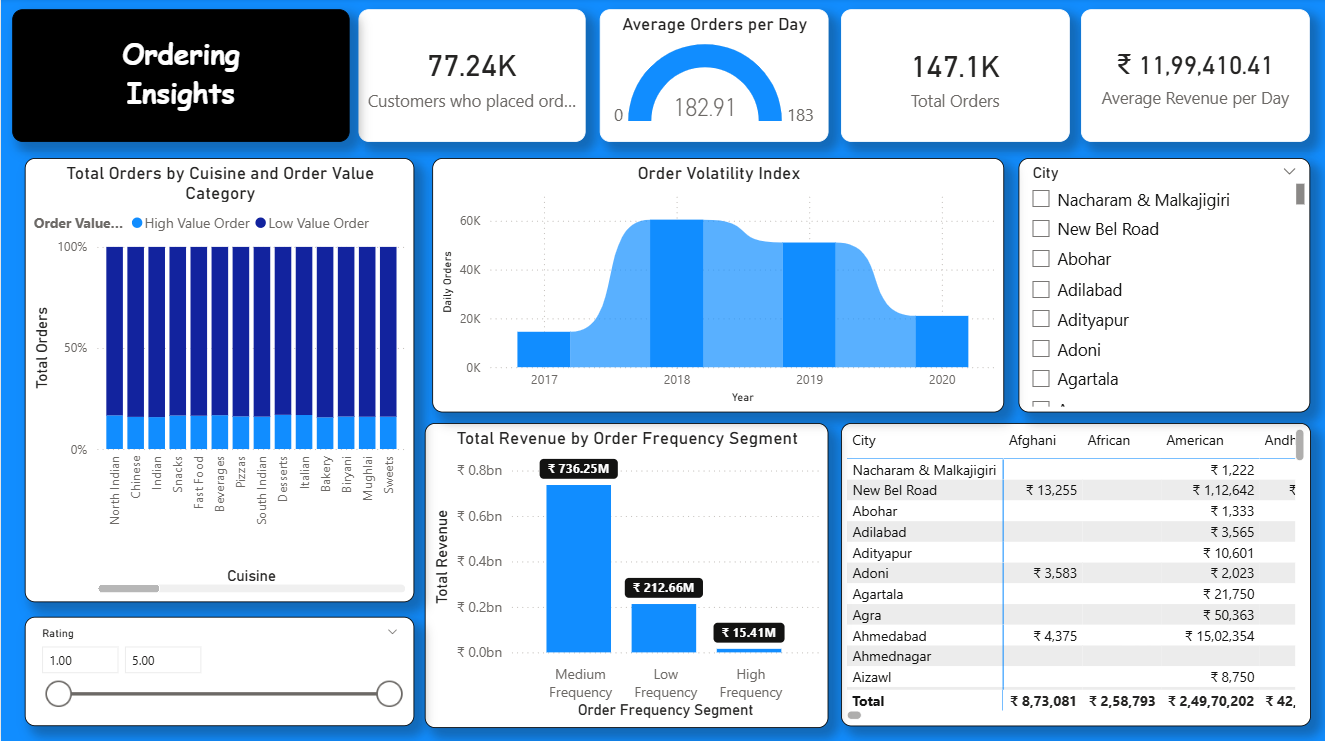 Ordering
Insights
77.24K
Customers who placed ord...
Average Orders per Day
0
182.91
183
147.1K
Total Orders
₹ 11,99,410.41
Average Revenue per Day
Total Orders by Cuisine and Order Value
Category
Order Value... High Value Order Low Value Order
100%
50%
0%
Total Orders
North Indian
Chinese
Indian
Snacks
Fast Food
Beverages
Pizzas
South Indian
Desserts
Italian
Bakery
Biryani
Mughlai
Sweets
Cuisine
Order Volatility Index
60K
40K
20K
0K
Daily Orders
2017 2018 2019 2020
Year
City
Nacharam & Malkajigiri
New Bel Road
Abohar
Adilabad
Adityapur
Adoni
Agartala
Rating
1.00 5.00
Total Revenue by Order Frequency Segment
₹ 0.8bn
₹ 0.6bn
₹ 0.4bn
₹ 0.2bn
₹ 0.0bn
Total Revenue
₹ 736.25M
₹ 212.66M
₹ 15.41M
Medium Low High
Frequency Frequency Frequency
Order Frequency Segment
City Afghani African American Andh
Nacharam & Malkajigiri ₹ 1,222
New Bel Road ₹ 13,255 ₹ 1,12,642 ₹
Abohar ₹ 1,333
Adilabad ₹ 3,565
Adityapur ₹ 10,601
Adoni ₹ 3,583 ₹ 2,023
Agartala ₹ 21,750
Agra ₹ 50,363
Ahmedabad ₹ 4,375 ₹ 15,02,354
Ahmednagar
Aizawl ₹ 8,750
Total ₹ 8,73,081 ₹ 2,58,793 ₹ 2,49,70,202 ₹ 42,